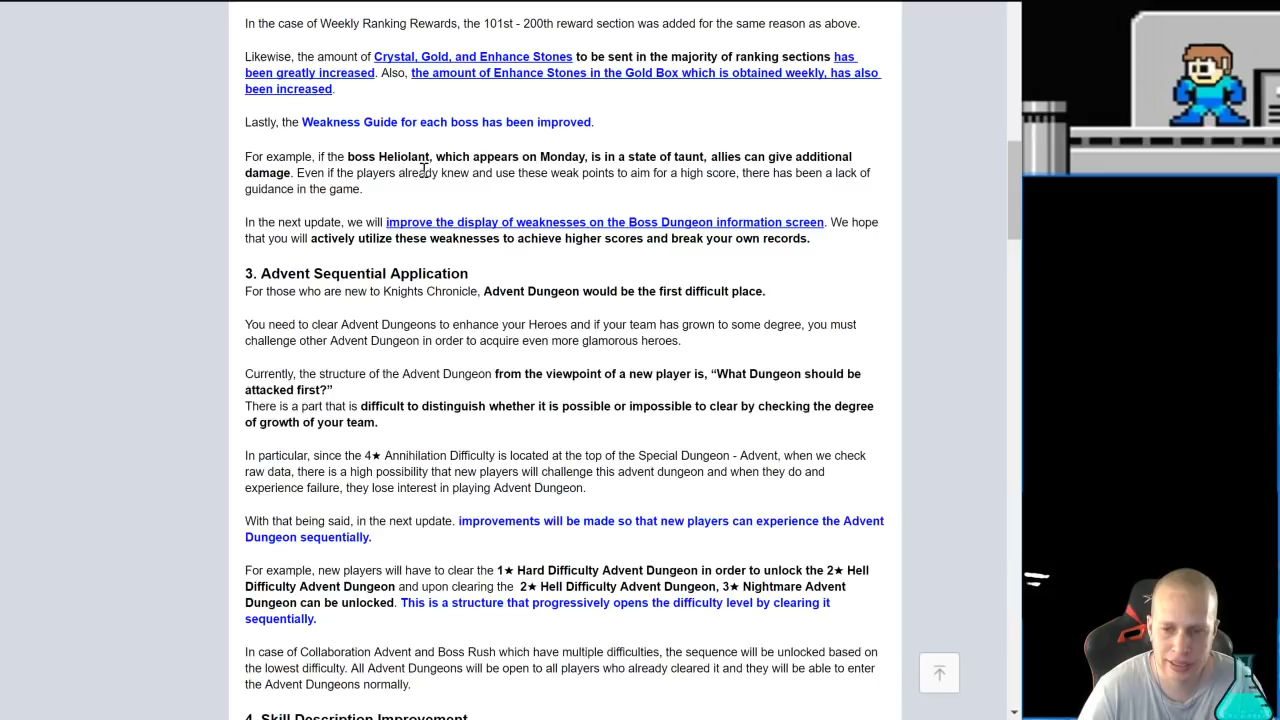 In the case of Weekly Ranking Rewards, the 101st - 200th reward section was added for the same reason as above.
Likewise, the amount of Crystal, Gold, and Enhance Stones to be sent in the majority of ranking sections has
been greatly increased. Also, the amount of Enhance Stones in the Gold Box which is obtained weekly, has also
been increased.
Lastly, the Weakness Guide for each boss has been improved.
For example, if the boss Heliolant, which appears on Monday, is in a state of taunt, allies can give additional
damage. Even if the players already knew and use these weak points to aim for a high score, there has been a lack of
guidance in the game.
In the next update, we will improve the display of weaknesses on the Boss Dungeon information screen. We hope
that you will actively utilize these weaknesses to achieve higher scores and break your own records.
3. Advent Sequential Application
For those who are new to Knights Chronicle, Advent Dungeon would be the first difficult place.
You need to clear Advent Dungeons to enhance your Heroes and if your team has grown to some degree, you must
challenge other Advent Dungeon in order to acquire even more glamorous heroes.
Currently, the structure of the Advent Dungeon from the viewpoint of a new player is, “What Dungeon should be
attacked first?”
There is a part that is difficult to distinguish whether it is possible or impossible to clear by checking the degree
of growth of your team.
In particular, since the 4★ Annihilation Difficulty is located at the top of the Special Dungeon - Advent, when we check
raw data, there is a high possibility that new players will challenge this advent dungeon and when they do and
experience failure, they lose interest in playing Advent Dungeon.
With that being said, in the next update. improvements will be made so that new players can experience the Advent
Dungeon sequentially.
For example, new players will have to clear the 1★ Hard Difficulty Advent Dungeon in order to unlock the 2★ Hell
Difficulty Advent Dungeon and upon clearing the 2★ Hell Difficulty Advent Dungeon, 3★ Nightmare Advent
Dungeon can be unlocked. This is a structure that progressively opens the difficulty level by clearing it
sequentially.
In case of Collaboration Advent and Boss Rush which have multiple difficulties, the sequence will be unlocked based on
the lowest difficulty. All Advent Dungeons will be open to all players who already cleared it and they will be able to enter
the Advent Dungeons normally.
4. Skill Description Improvement